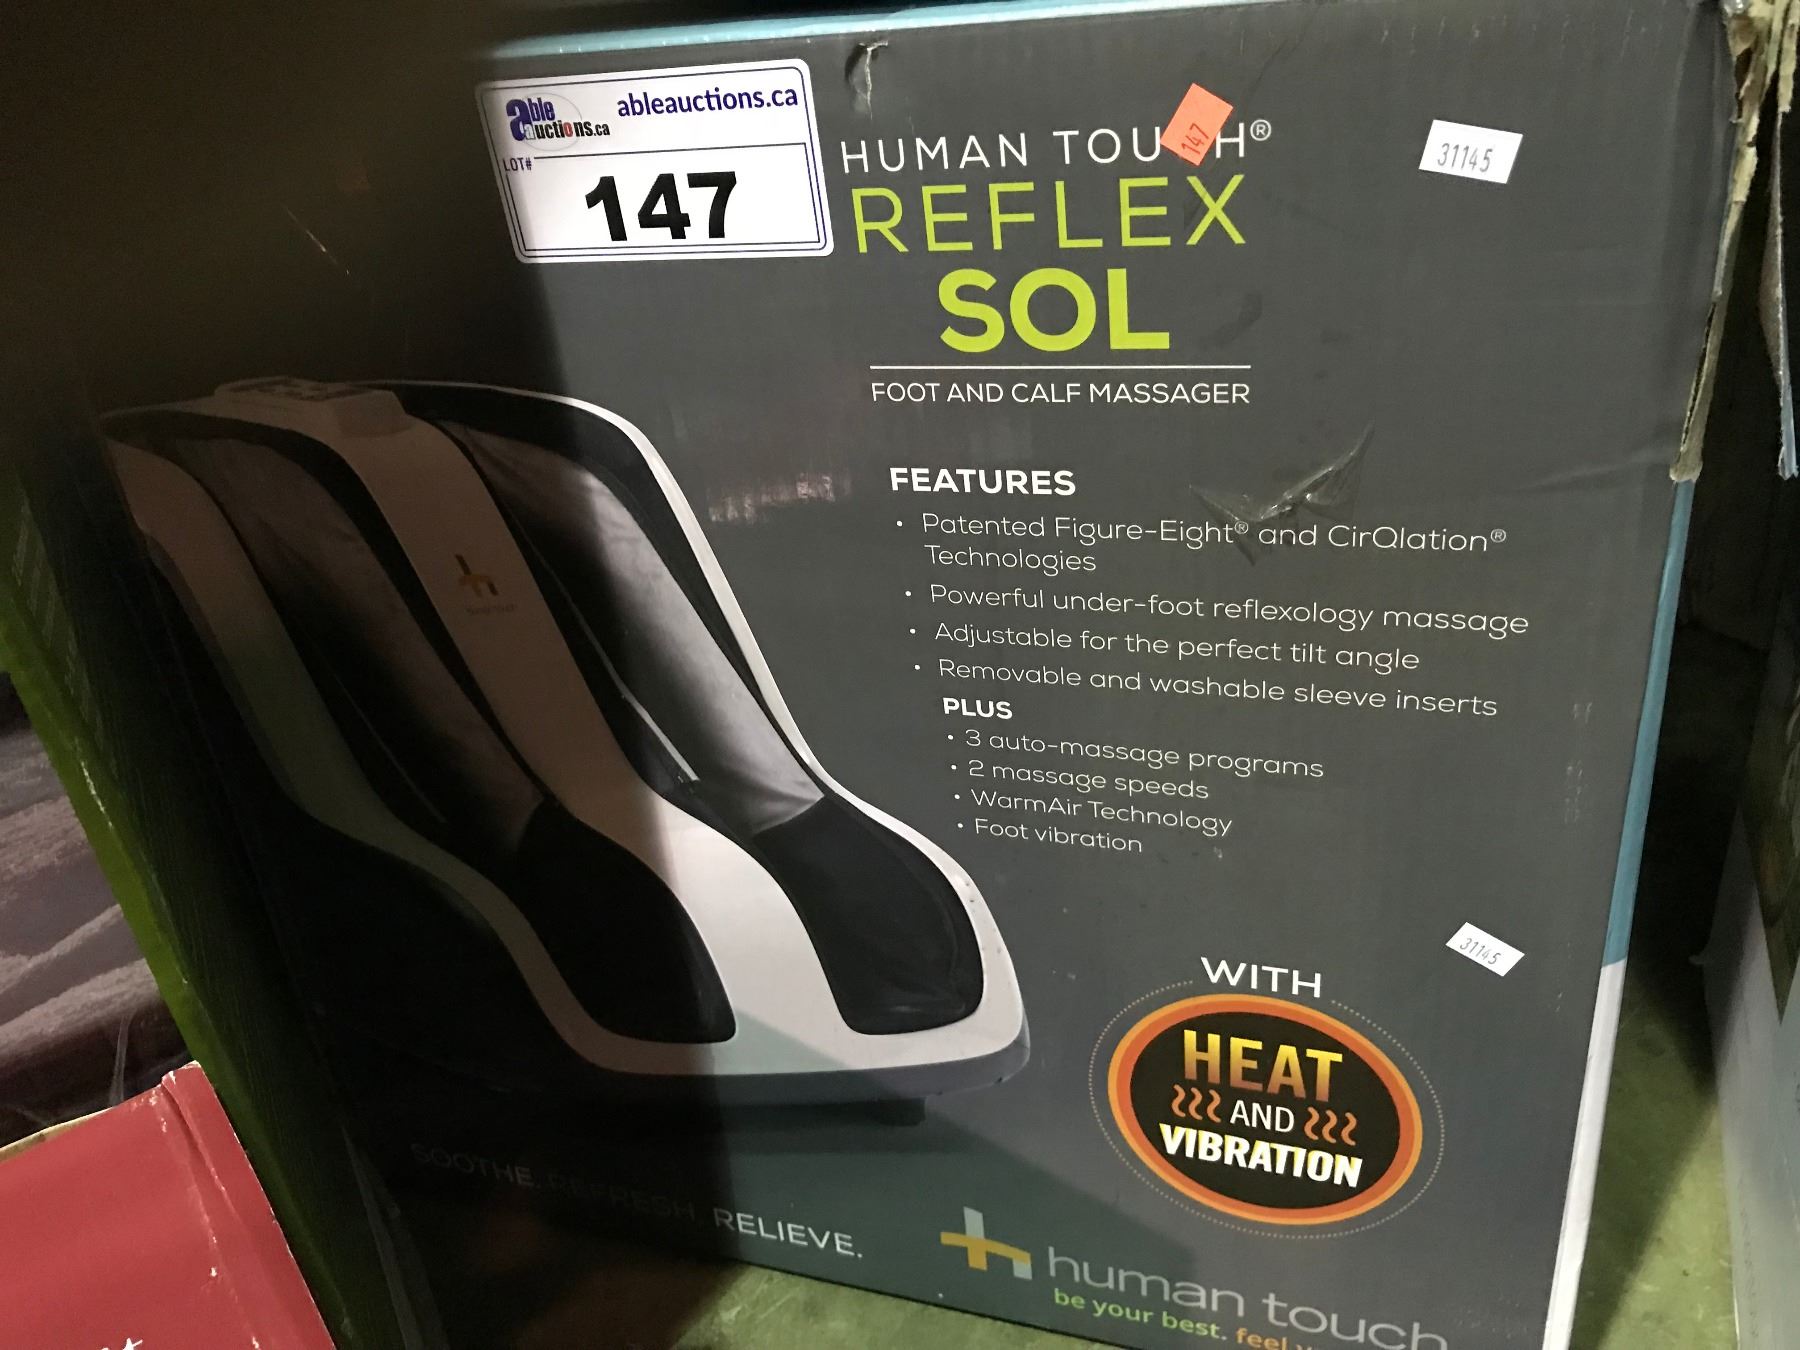 able auctions.ca
ableauctions.ca
LOT#
147
147
31145
HUMAN TOUCH®
REFLEX
SOL
FOOT AND CALF MASSAGER
FEATURES
• Patented Figure-Eight® and CirQlation®
Technologies
• Powerful under-foot reflexology massage
• Adjustable for the perfect tilt angle
• Removable and washable sleeve inserts
PLUS
• 3 auto-massage programs
• 2 massage speeds
• WarmAir Technology
• Foot vibration
31145
WITH
HEAT
AND
VIBRATION
SOOTHE. REFRESH. RELIEVE.
human touch
be your best. feel